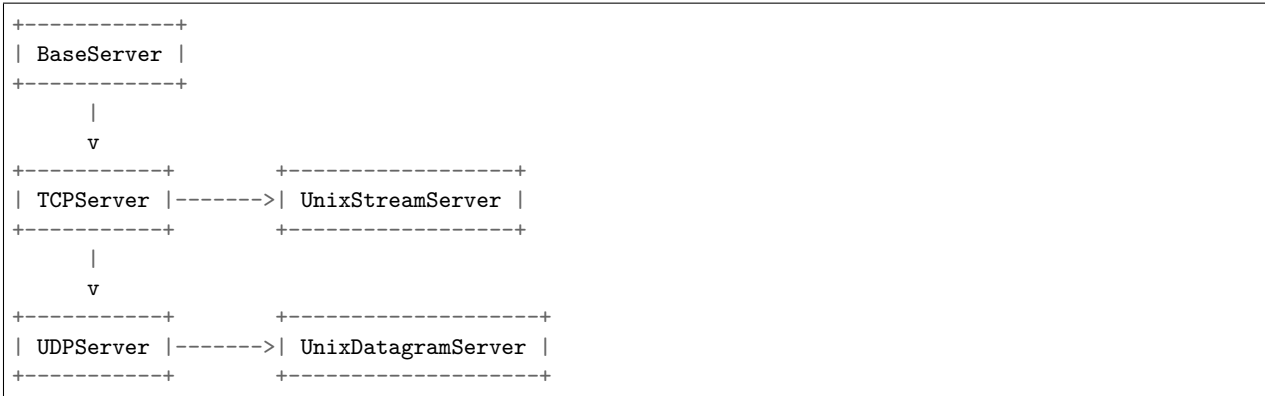 +------------+
| BaseServer |
+------------+
      |
      v
+-----------+        +------------------+
| TCPServer |------->| UnixStreamServer |
+-----------+        +------------------+
      |
      v
+-----------+        +--------------------+
| UDPServer |------->| UnixDatagramServer |
+-----------+        +--------------------+